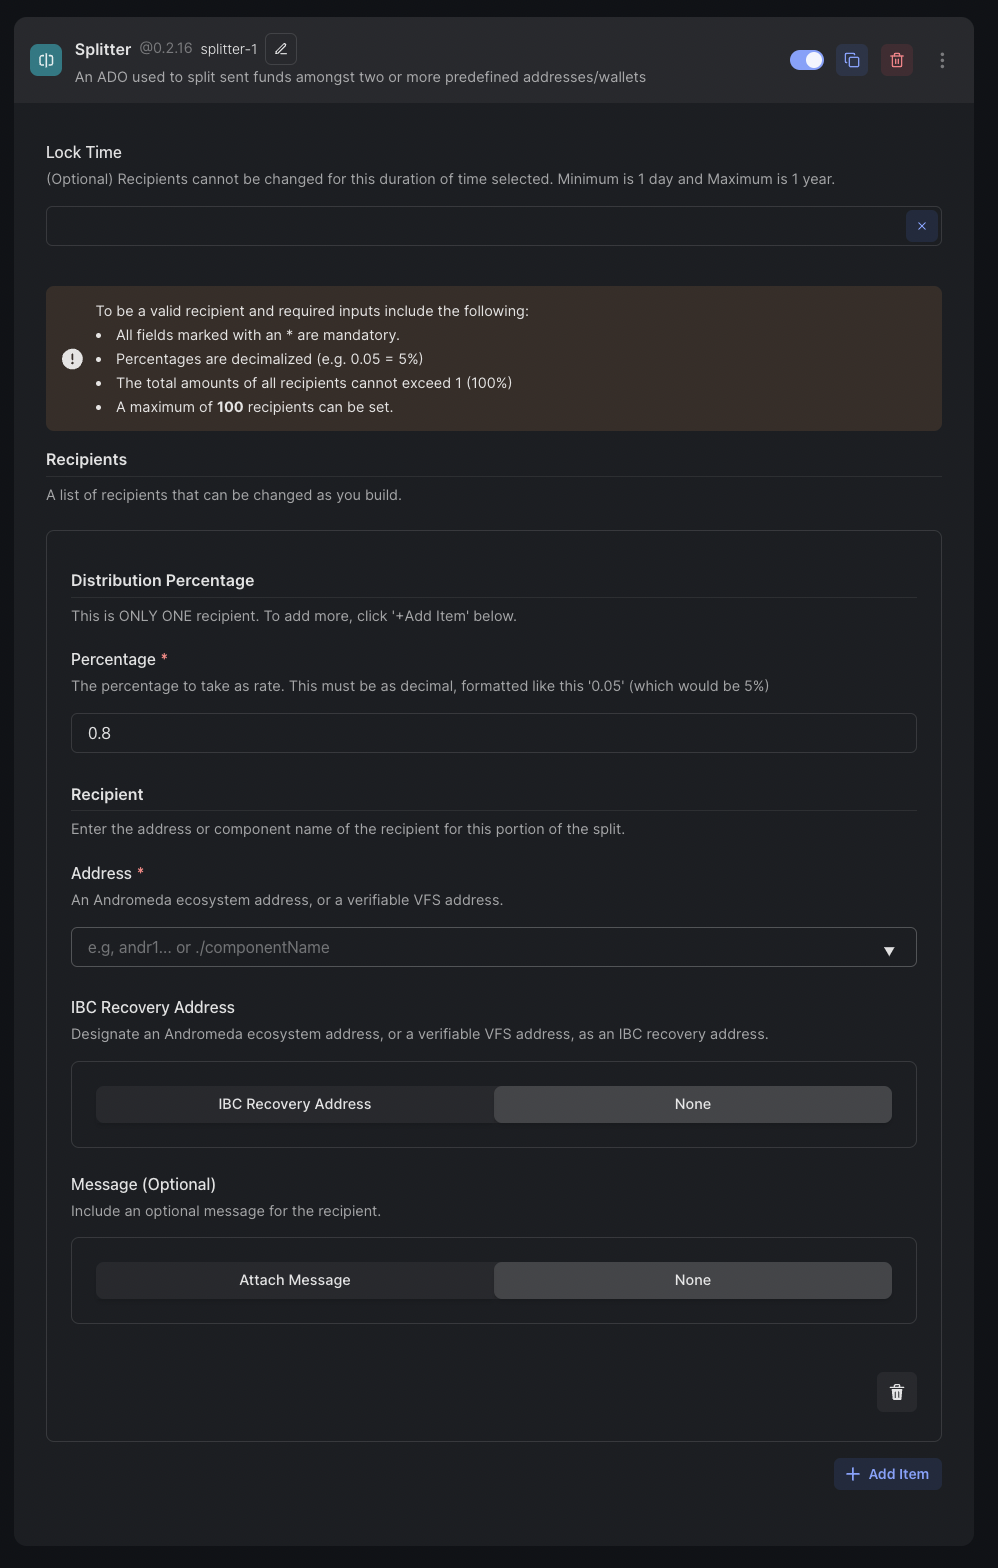 Splitter @0.2.16 splitter-1
An ADO used to split sent funds amongst two or more predefined addresses/wallets
Lock Time
(Optional) Recipients cannot be changed for this duration of time selected. Minimum is 1 day and Maximum is 1 year.
To be a valid recipient and required inputs include the following:
• All fields marked with an * are mandatory.
• Percentages are decimalized (e.g. 0.05 = 5%)
• The total amounts of all recipients cannot exceed 1 (100%)
• A maximum of 100 recipients can be set.
Recipients
A list of recipients that can be changed as you build.
Distribution Percentage
This is ONLY ONE recipient. To add more, click '+Add Item' below.
Percentage *
The percentage to take as rate. This must be as decimal, formatted like this '0.05' (which would be 5%)
0.8
Recipient
Enter the address or component name of the recipient for this portion of the split.
Address *
An Andromeda ecosystem address, or a verifiable VFS address.
e.g, andr1... or ./componentName
IBC Recovery Address
Designate an Andromeda ecosystem address, or a verifiable VFS address, as an IBC recovery address.
IBC Recovery Address None
Message (Optional)
Include an optional message for the recipient.
Attach Message None
+ Add Item